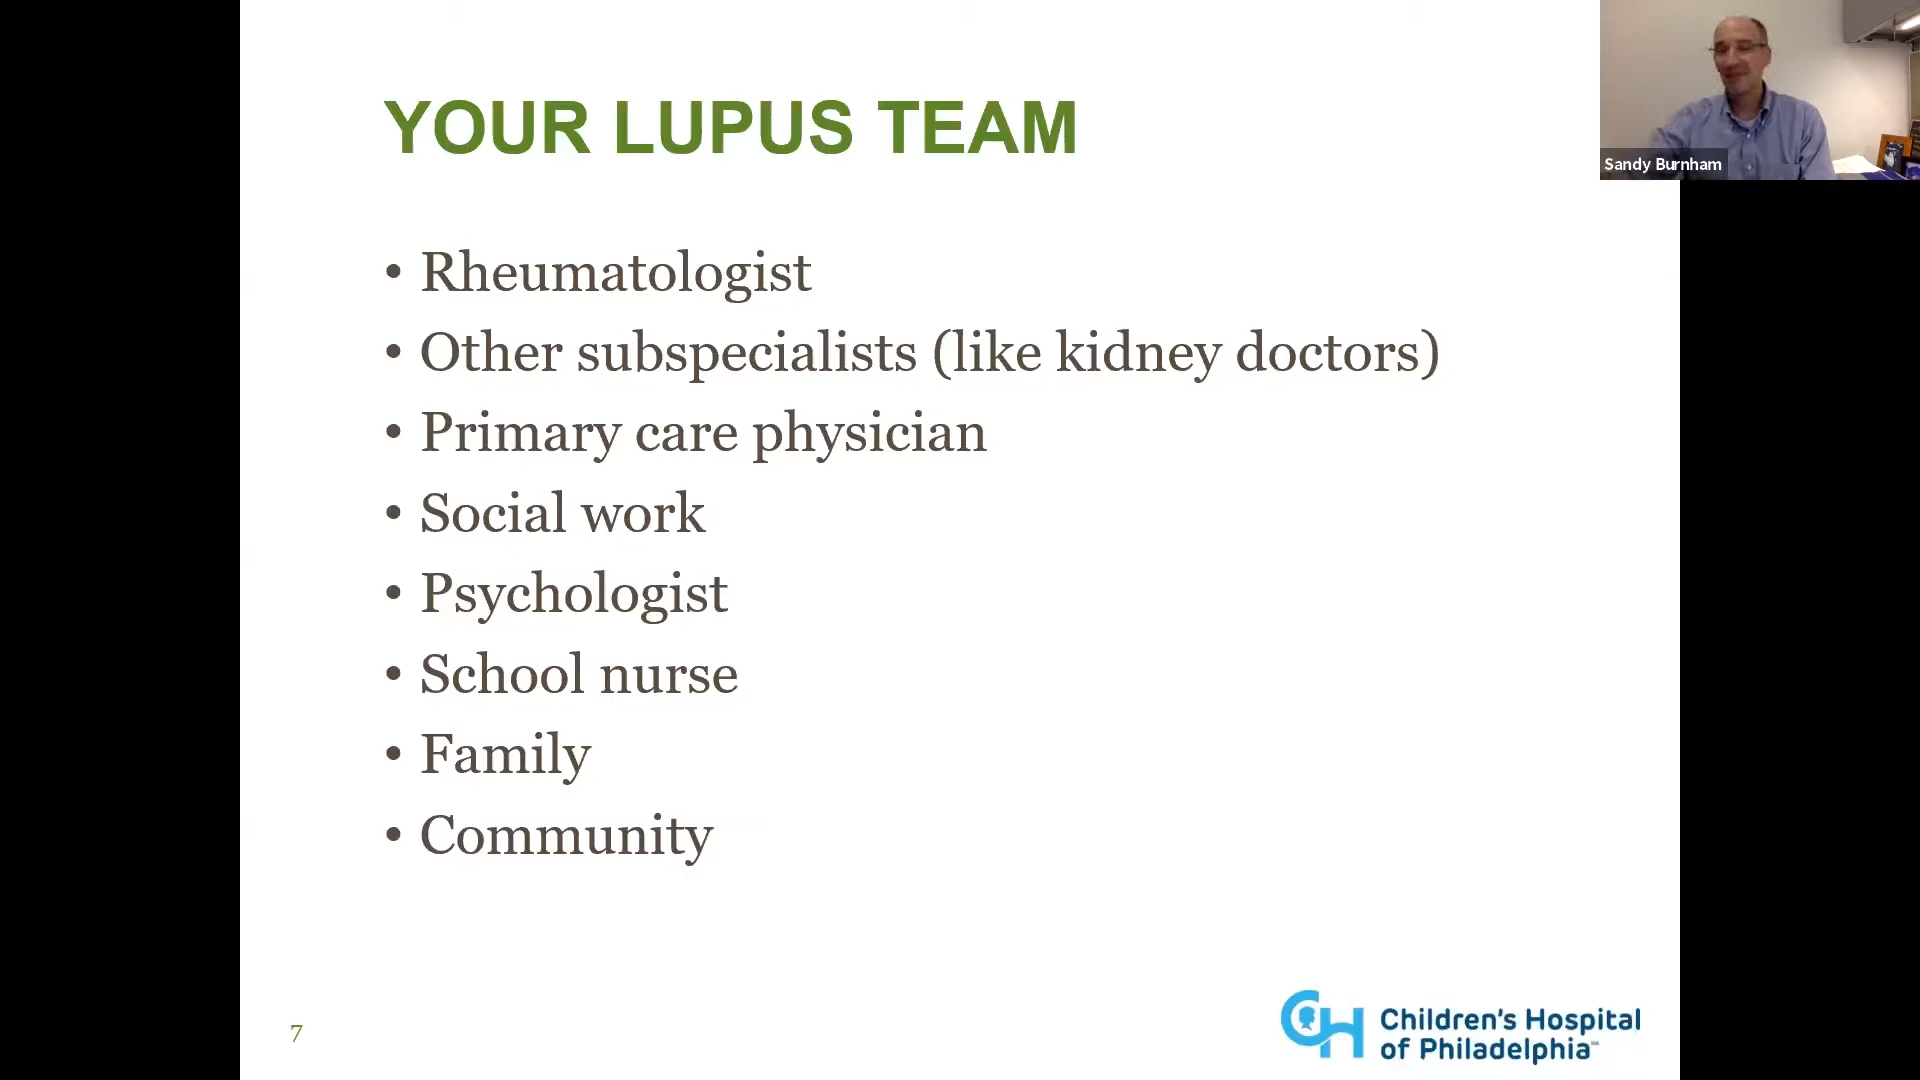 YOUR LUPUS TEAM
Sandy Burnham
• Rheumatologist
• Other subspecialists (like kidney doctors)
• Primary care physician
• Social work
• Psychologist
• School nurse
• Family
• Community
7
CH Children's Hospital
of Philadelphia